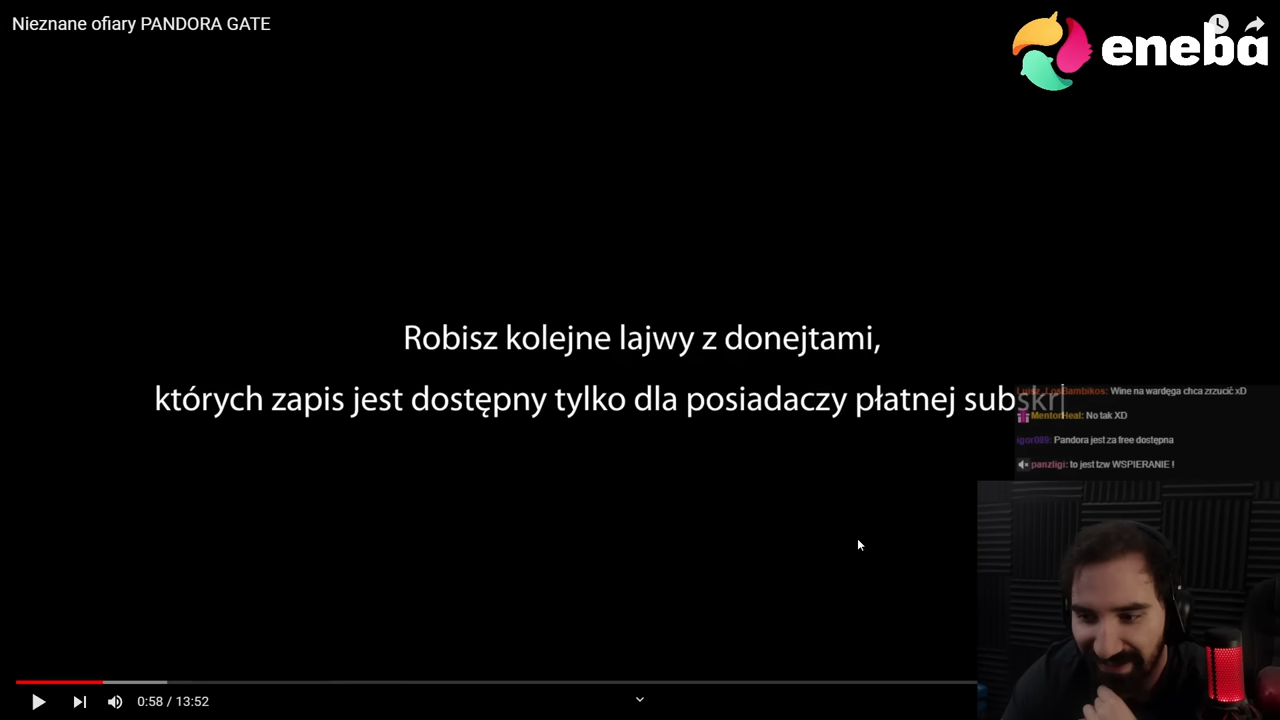 Nieznane ofiary PANDORA GATE
eneba
Robisz kolejne lajwy z donejtami,
których zapis jest dostępny tylko dla posiadaczy płatnej subskr
Wine na wardęga chca zrzucić xD
MentorHeal: No tak XD
igor089: Pandora jest za free dostępna
panzligi: to jest tzw WSPIERANIE !
0:58 / 13:52